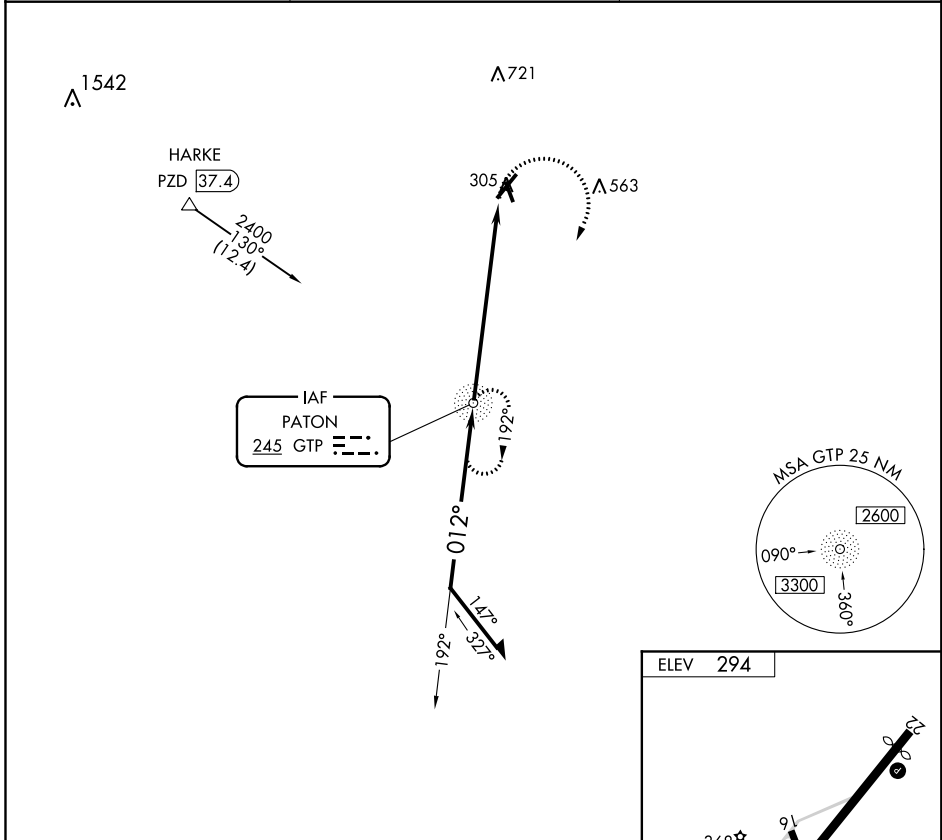 1542
721
HARKE
PZD 37.4
2400
130°
(12.4)
305
563
IAF
PATON
245 GTP
192°
012°
147°
327°
192°
MSA GTP 25 NM
2600
090°
3300
360°
ELEV 294
22
16